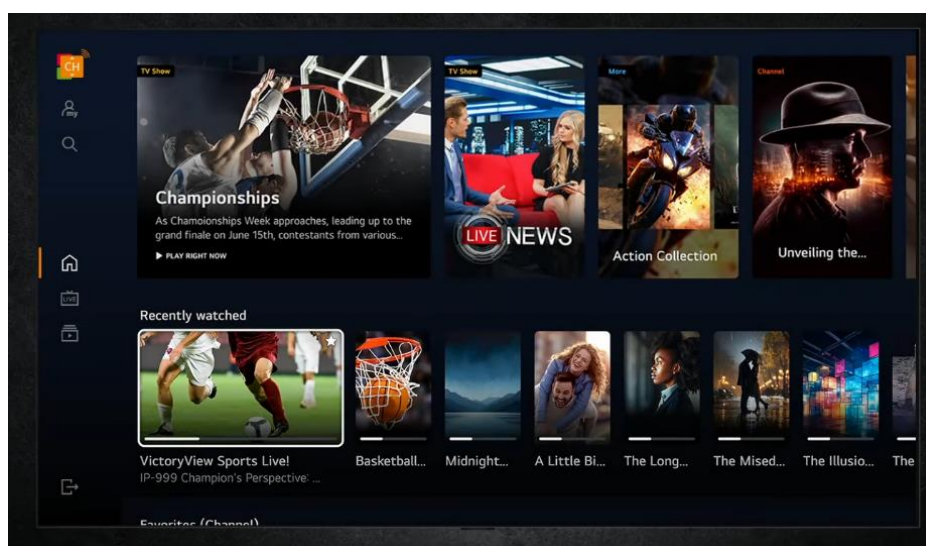 CH
my
TV Show
Championships
As Chamoionships Week approaches, leading up to the
grand finale on June 15th, contestants from various...
PLAY RIGHT NOW
TV Show
LIVE NEWS
More
Action Collection
Channel
Unveiling the...
LIVE
Recently watched
VictoryView Sports Live!
IP-999 Champion's Perspective: ...
Basketball...
Midnight...
A Little Bi...
The Long...
The Mised...
The Illusio...
The
Favorites (Channel)